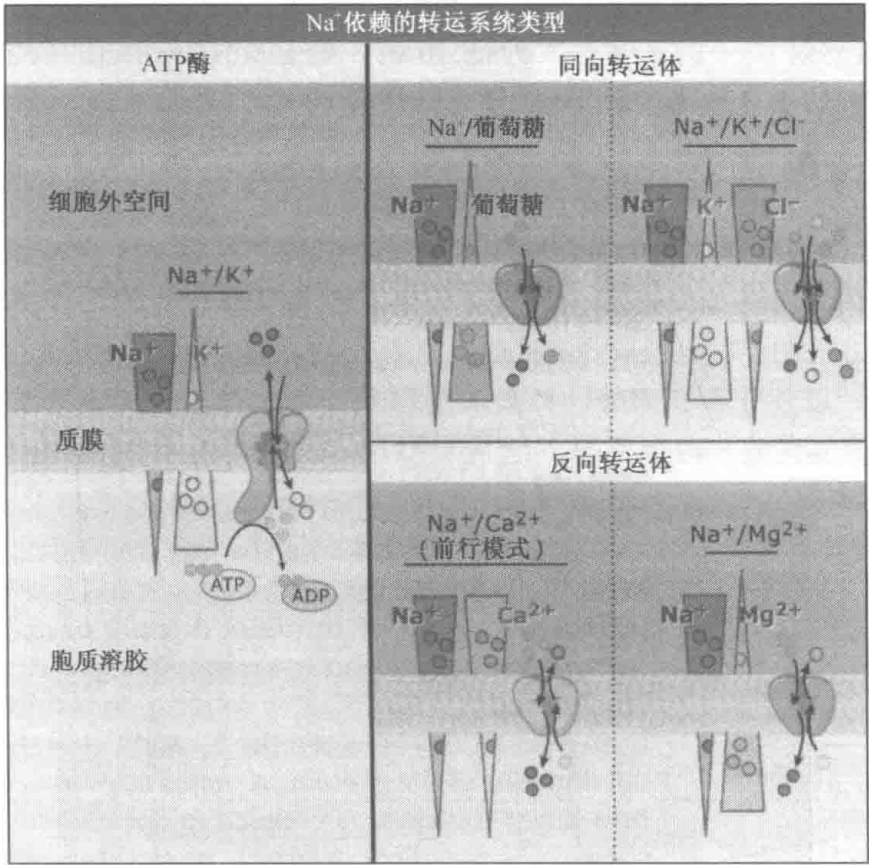 Na⁺依赖的转运系统类型
ATP酶
细胞外空间
Na⁺/K⁺
Na⁺
K⁺
质膜
ATP
ADP
胞质溶胶
同向转运体
Na⁺/葡萄糖
Na⁺
葡萄糖
Na⁺/K⁺/Cl⁻
Na⁺
K⁺
Cl⁻
反向转运体
Na⁺/Ca²⁺
(前行模式)
Na⁺
Ca²⁺
Na⁺/Mg²⁺
Na⁺
Mg²⁺